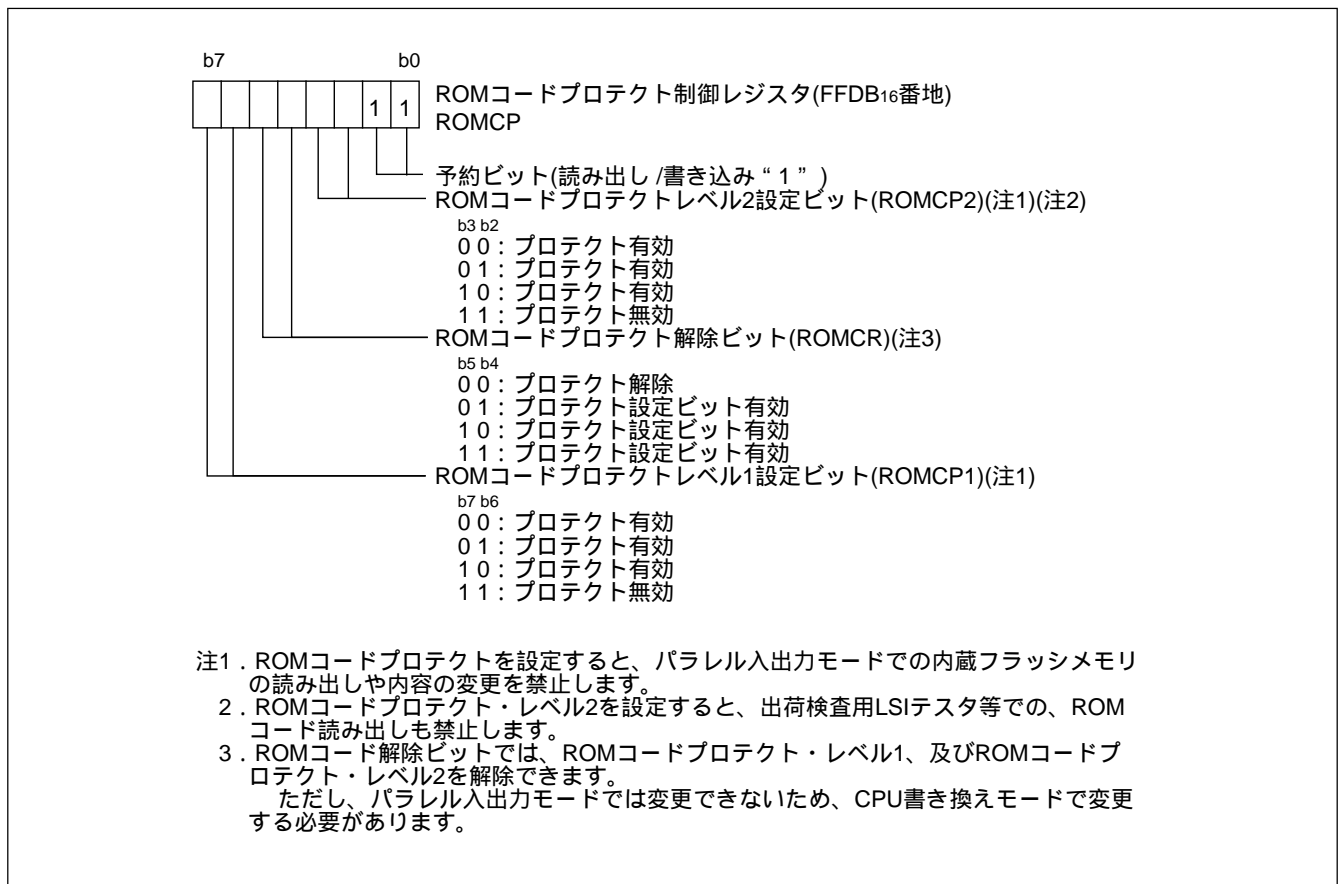 b7 b0
1 1
ROMコードプロテクト制御レジスタ(FFDB16番地)
ROMCP
予約ビット(読み出し /書き込み“ 1 ” )
ROMコードプロテクトレベル2設定ビット(ROMCP2)(注1)(注2)
b3 b2
0 0 : プロテクト有効
0 1 : プロテクト有効
1 0 : プロテクト有効
1 1 : プロテクト無効
ROMコードプロテクト解除ビット(ROMCR)(注3)
b5 b4
0 0 : プロテクト解除
0 1 : プロテクト設定ビット有効
1 0 : プロテクト設定ビット有効
1 1 : プロテクト設定ビット有効
ROMコードプロテクトレベル1設定ビット(ROMCP1)(注1)
b7 b6
0 0 : プロテクト有効
0 1 : プロテクト有効
1 0 : プロテクト有効
1 1 : プロテクト無効
注1 . ROMコードプロテクトを設定すると、パラレル入出力モードでの内蔵フラッシメモリ
の読み出しや内容の変更を禁止します。
2 . ROMコードプロテクト・レベル2を設定すると、出荷検査用LSIテスタ等での、ROM
コード読み出しも禁止します。
3 . ROMコード解除ビットでは、ROMコードプロテクト・レベル1、及びROMコードプ
ロテクト・レベル2を解除できます。
ただし、パラレル入出力モードでは変更できないため、CPU書き換えモードで変更
する必要があります。